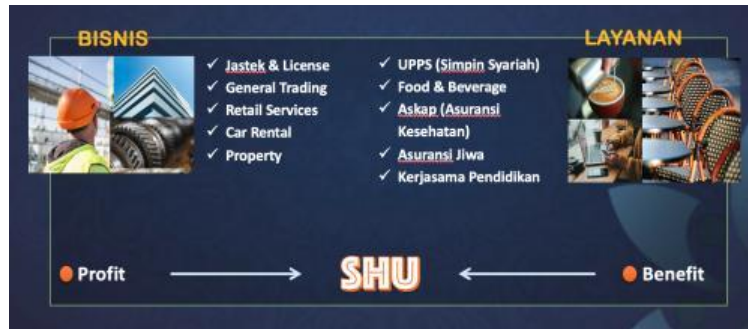 BISNIS
LAYANAN
✓ Jastek & License
✓ General Trading
✓ Retail Services
✓ Car Rental
✓ Property
✓ UPPS (Simpin Syariah)
✓ Food & Beverage
✓ Askap (Asuransi
Kesehatan)
✓ Asuransi Jiwa
✓ Kerjasama Pendidikan
Profit
SHU
Benefit